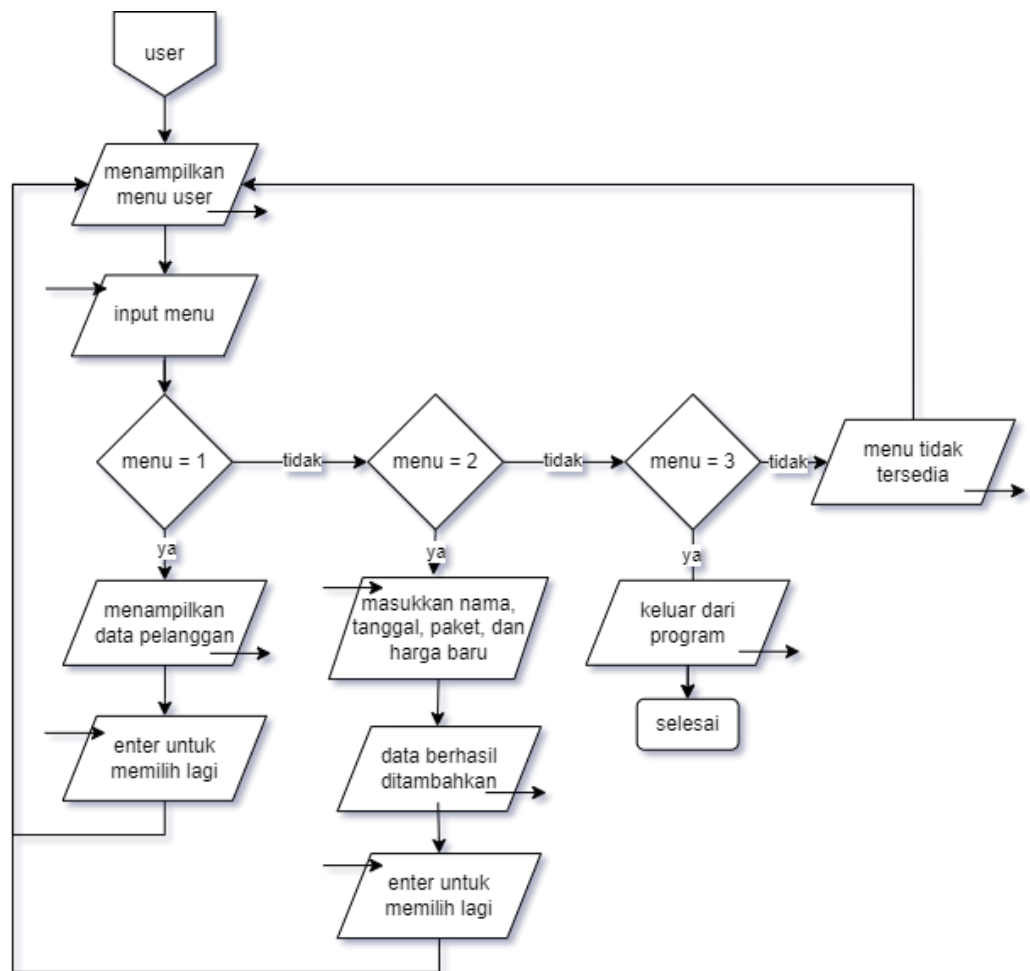 user
menampilkan
menu user
input menu
menu = 1
tidak
menu = 2
tidak
menu = 3
tidak
menu tidak
tersedia
ya
menampilkan
data pelanggan
enter untuk
memilih lagi
ya
masukkan nama,
tanggal, paket, dan
harga baru
data berhasil
ditambahkan
enter untuk
memilih lagi
ya
keluar dari
program
selesai